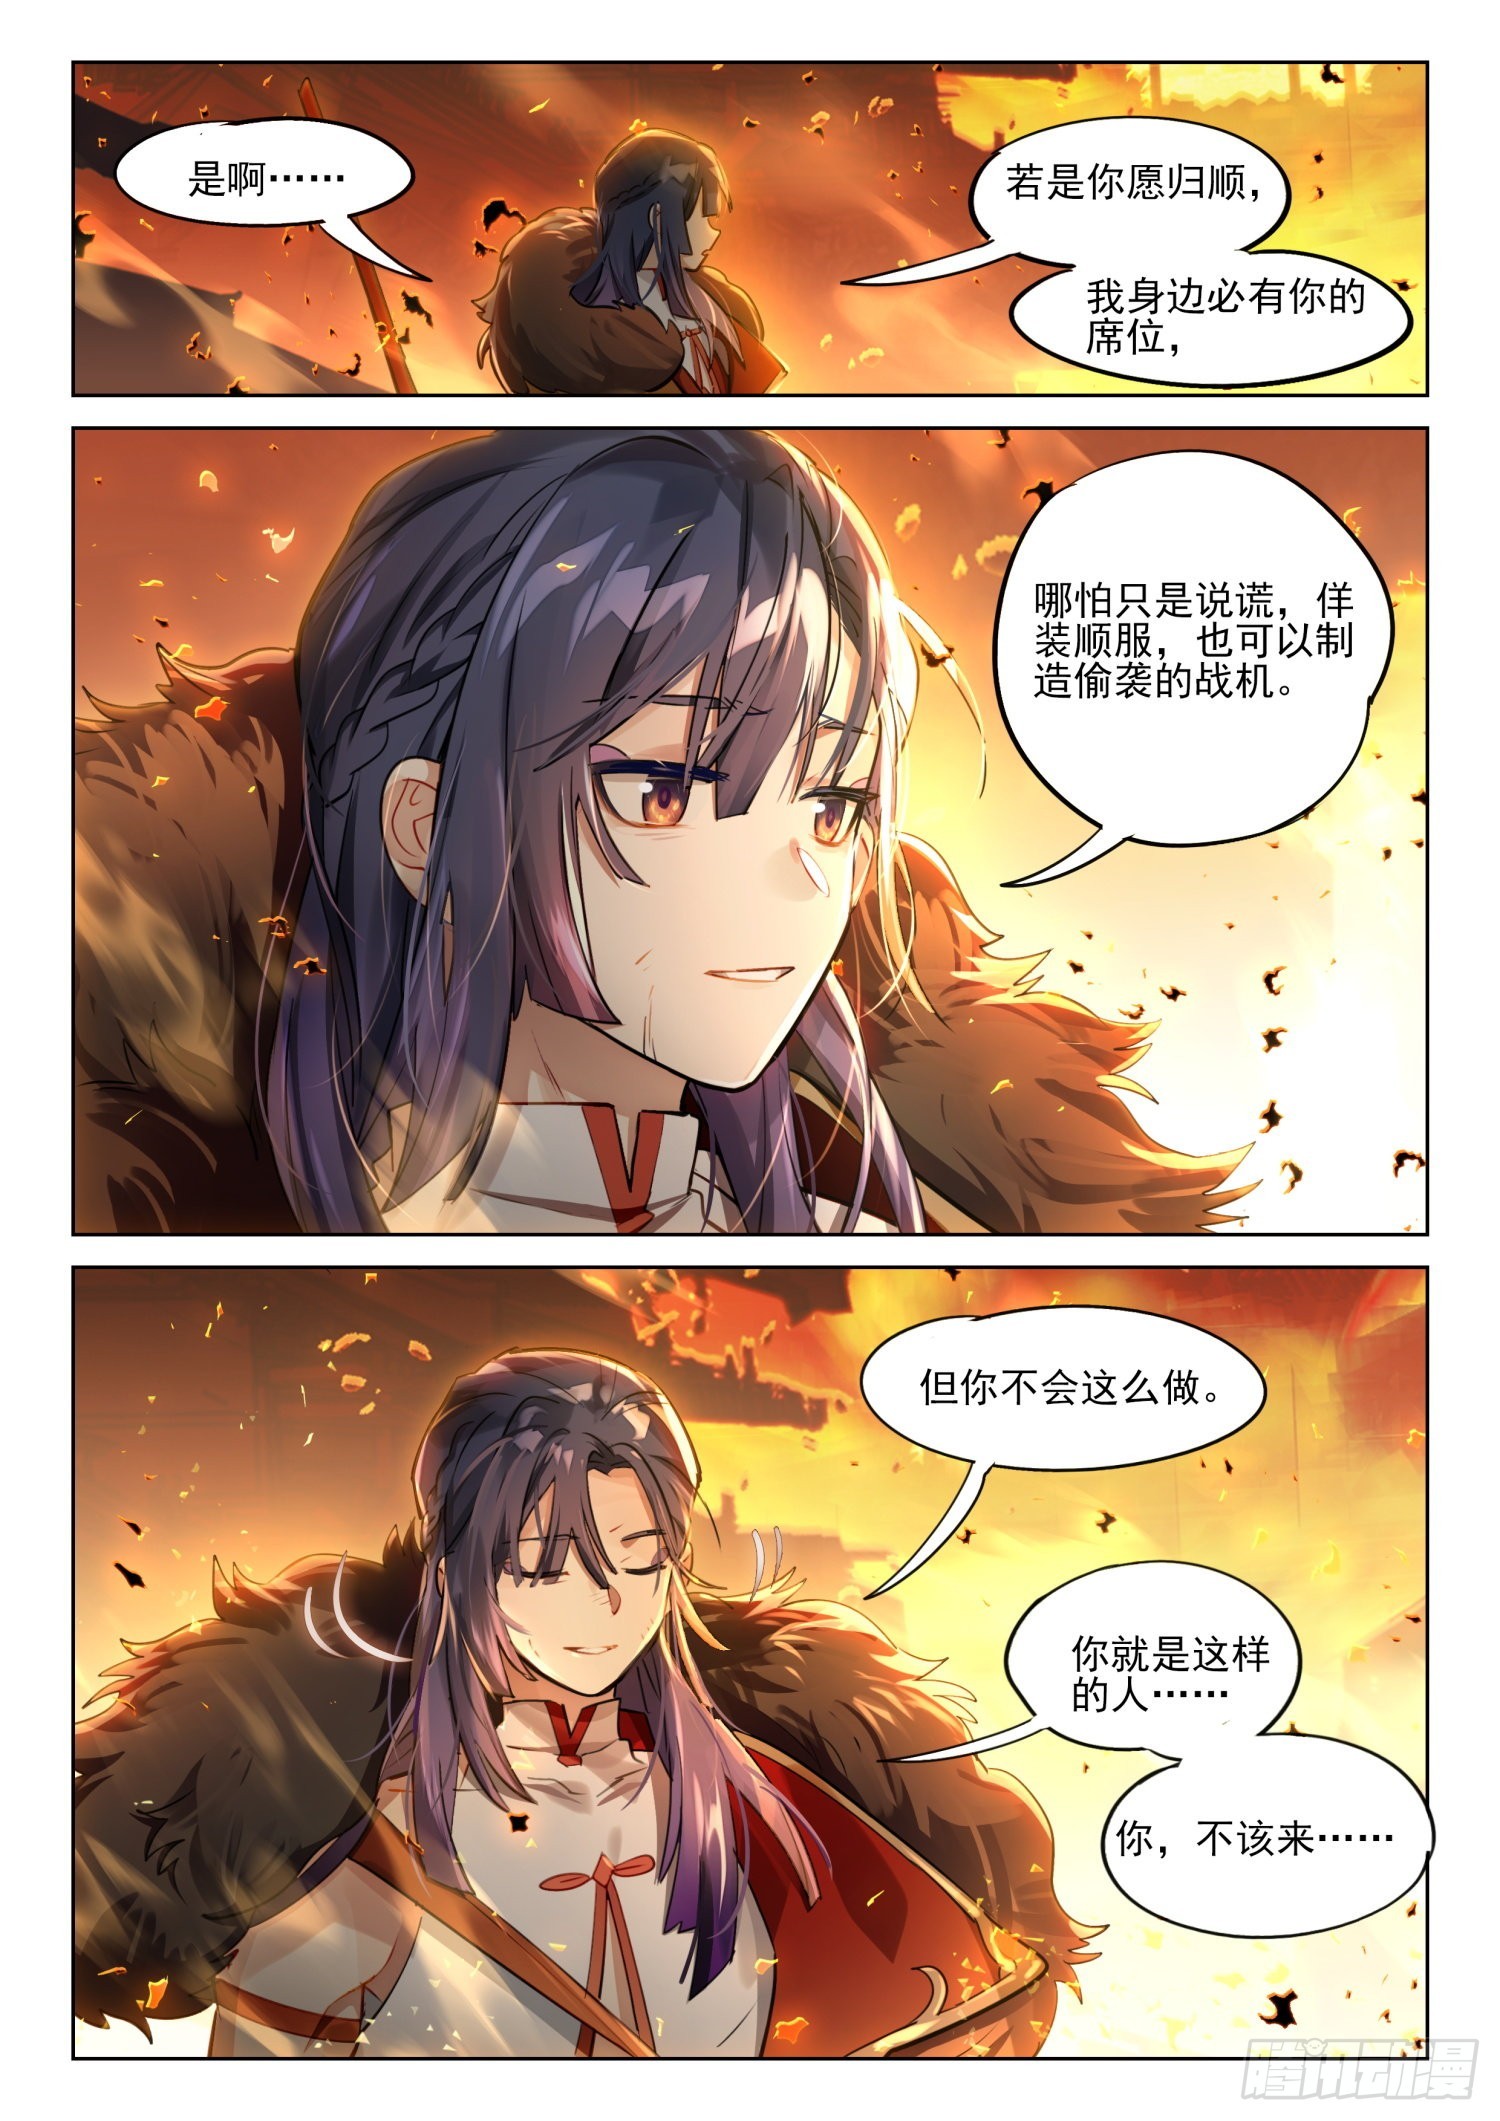 是啊……
若是你愿归顺，
我身边必有你的
席位，
哪怕只是说谎，佯
装顺服，也可以制
造偷袭的战机。
但你不会这么做。
你就是这样
的人……
你，不该来……
腾讯动漫